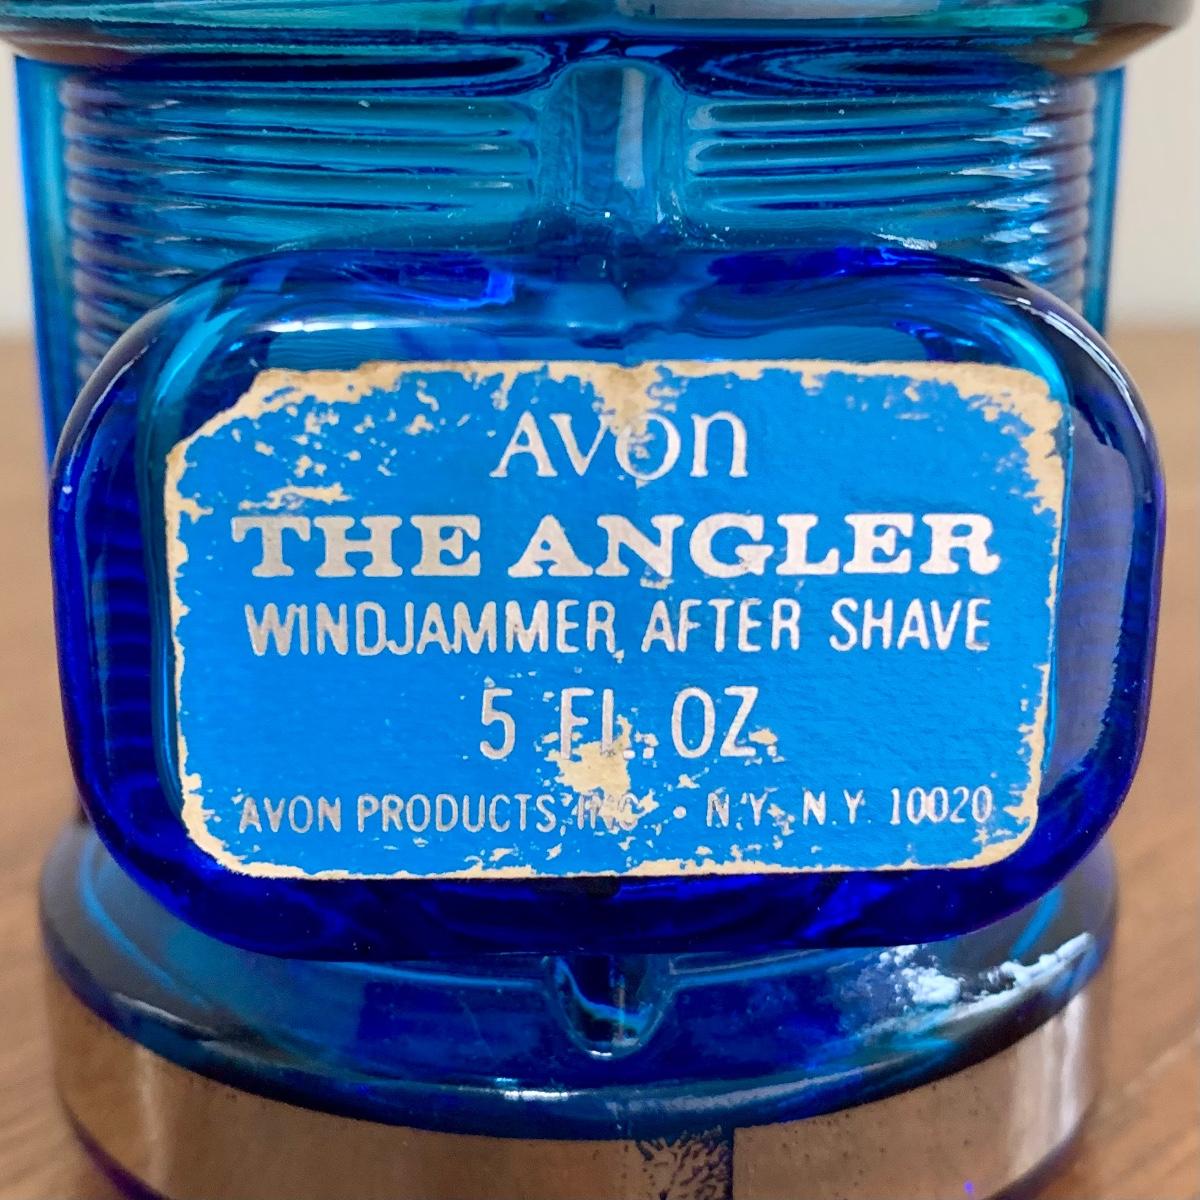 AVON
THE ANGLER
WINDJAMMER AFTER SHAVE
5 FL. OZ.
AVON PRODUCTS, INC. • N.Y., N.Y. 10020